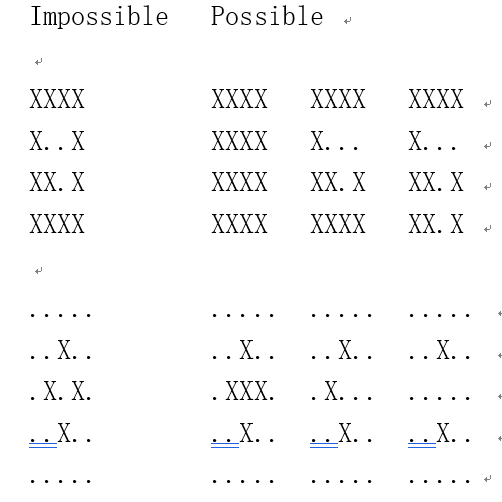 Impossible Possible
XXXX XXXX XXXX XXXX
X..X XXXX X... X...
XX.X XXXX XX.X XX.X
XXXX XXXX XXXX XX.X
..... ..... ..... .....
..X.. ..X.. ..X.. ..X..
.X.X. .XXX. .X... .....
..X.. ..X.. ..X.. ..X..
..... ..... ..... .....